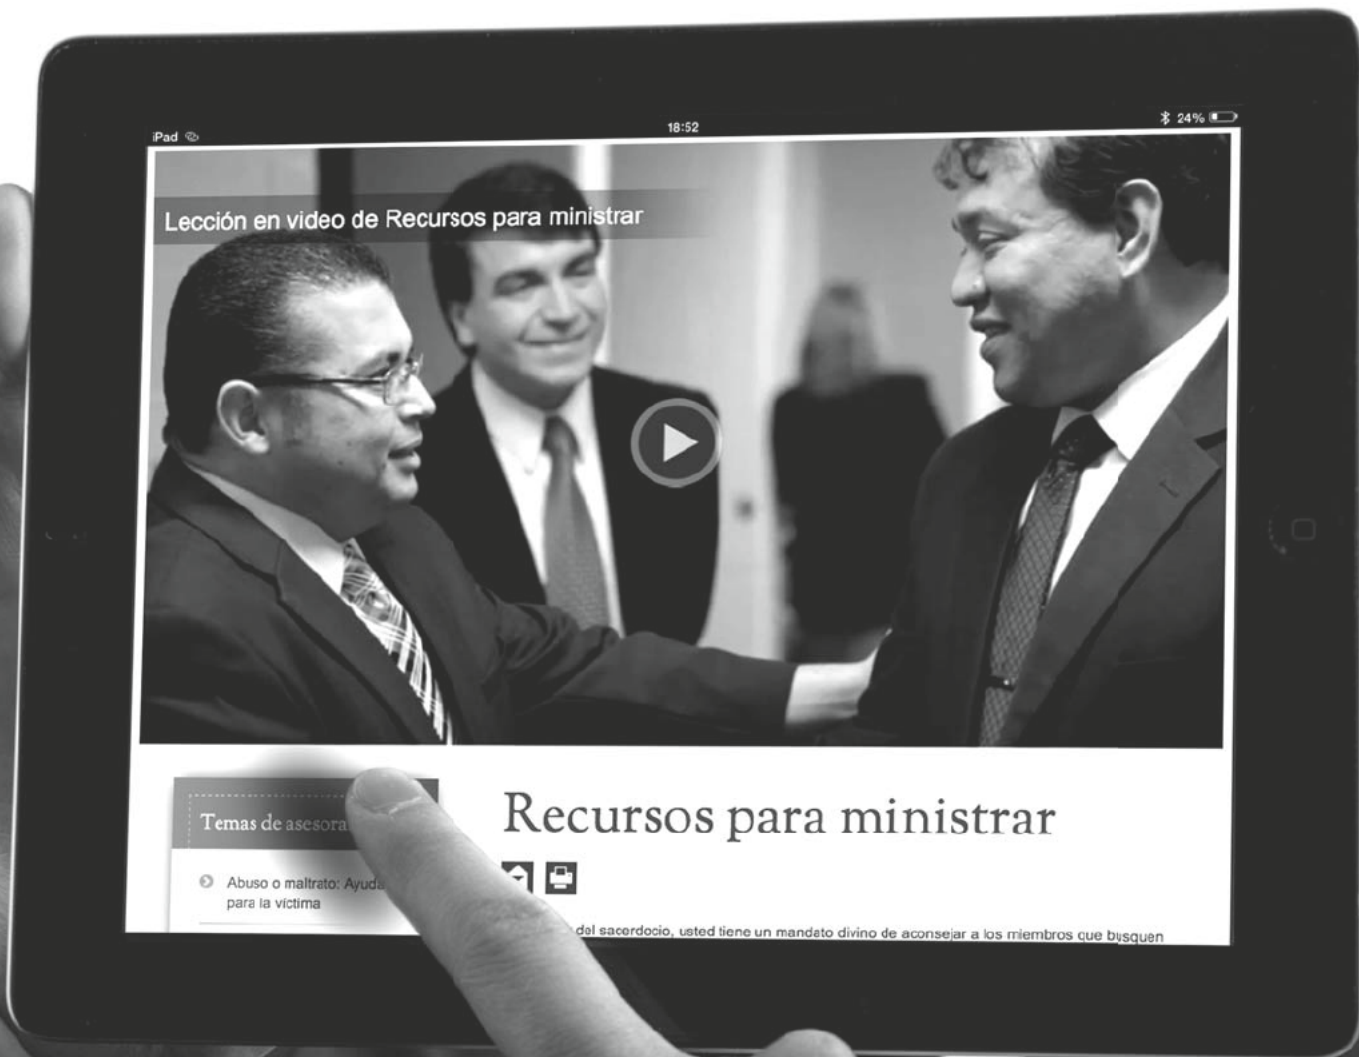 iPad
18:52
24%
Lección en video de Recursos para ministrar
Temas de
Abuso o maltrato: Ayuda
para la víctima
Recursos para ministrar
del sacerdocio, usted tiene un mandato divino de aconsejar a los miembros que busquen